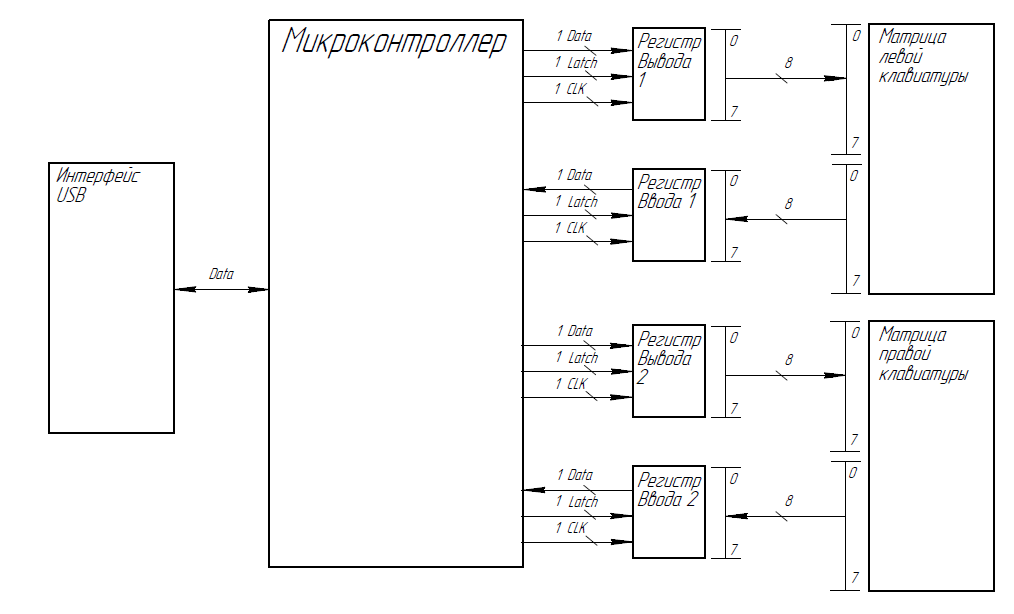 Микроконтроллер
Интерфейс
USB
Data
1 Data
1 Latch
1 CLK
Регистр
Вывода
1
0
7
8
0
7
Матрица
левой
клавиатуры
1 Data
1 Latch
1 CLK
Регистр
Ввода 1
0
7
8
0
7
1 Data
1 Latch
1 CLK
Регистр
Вывода
2
0
7
8
0
7
Матрица
правой
клавиатуры
1 Data
1 Latch
1 CLK
Регистр
Ввода 2
0
7
8
0
7